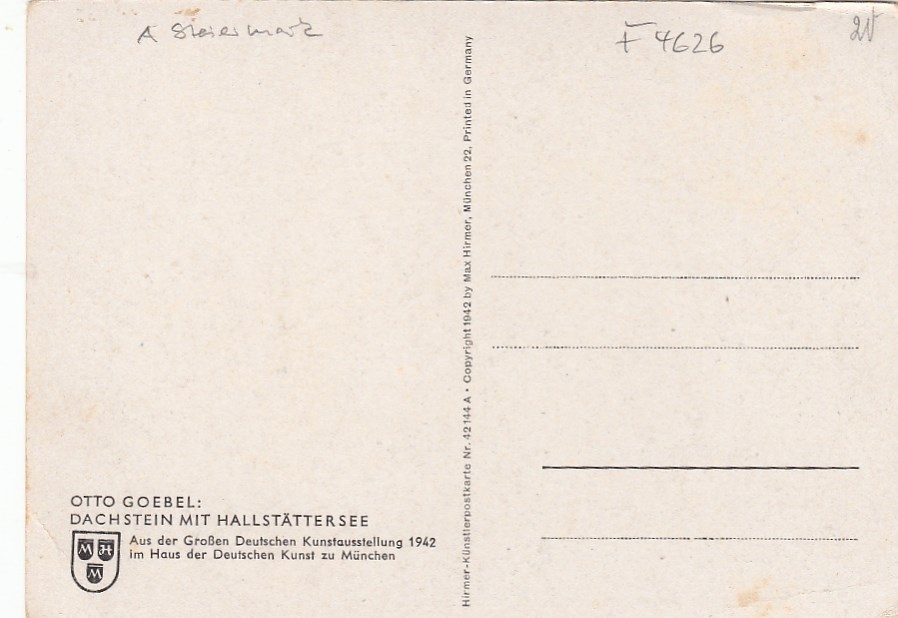 A Steiermark
F 4626
OTTO GOEBEL:
DACHSTEIN MIT HALLSTÄTTERSEE
Aus der Großen Deutschen Kunstausstellung 1942
im Haus der Deutschen Kunst zu München
M H
M
Hirmer-Künstlerpostkarte Nr. 42144 A • Copyright 1942 by Max Hirmer, München 22. Printed in Germany